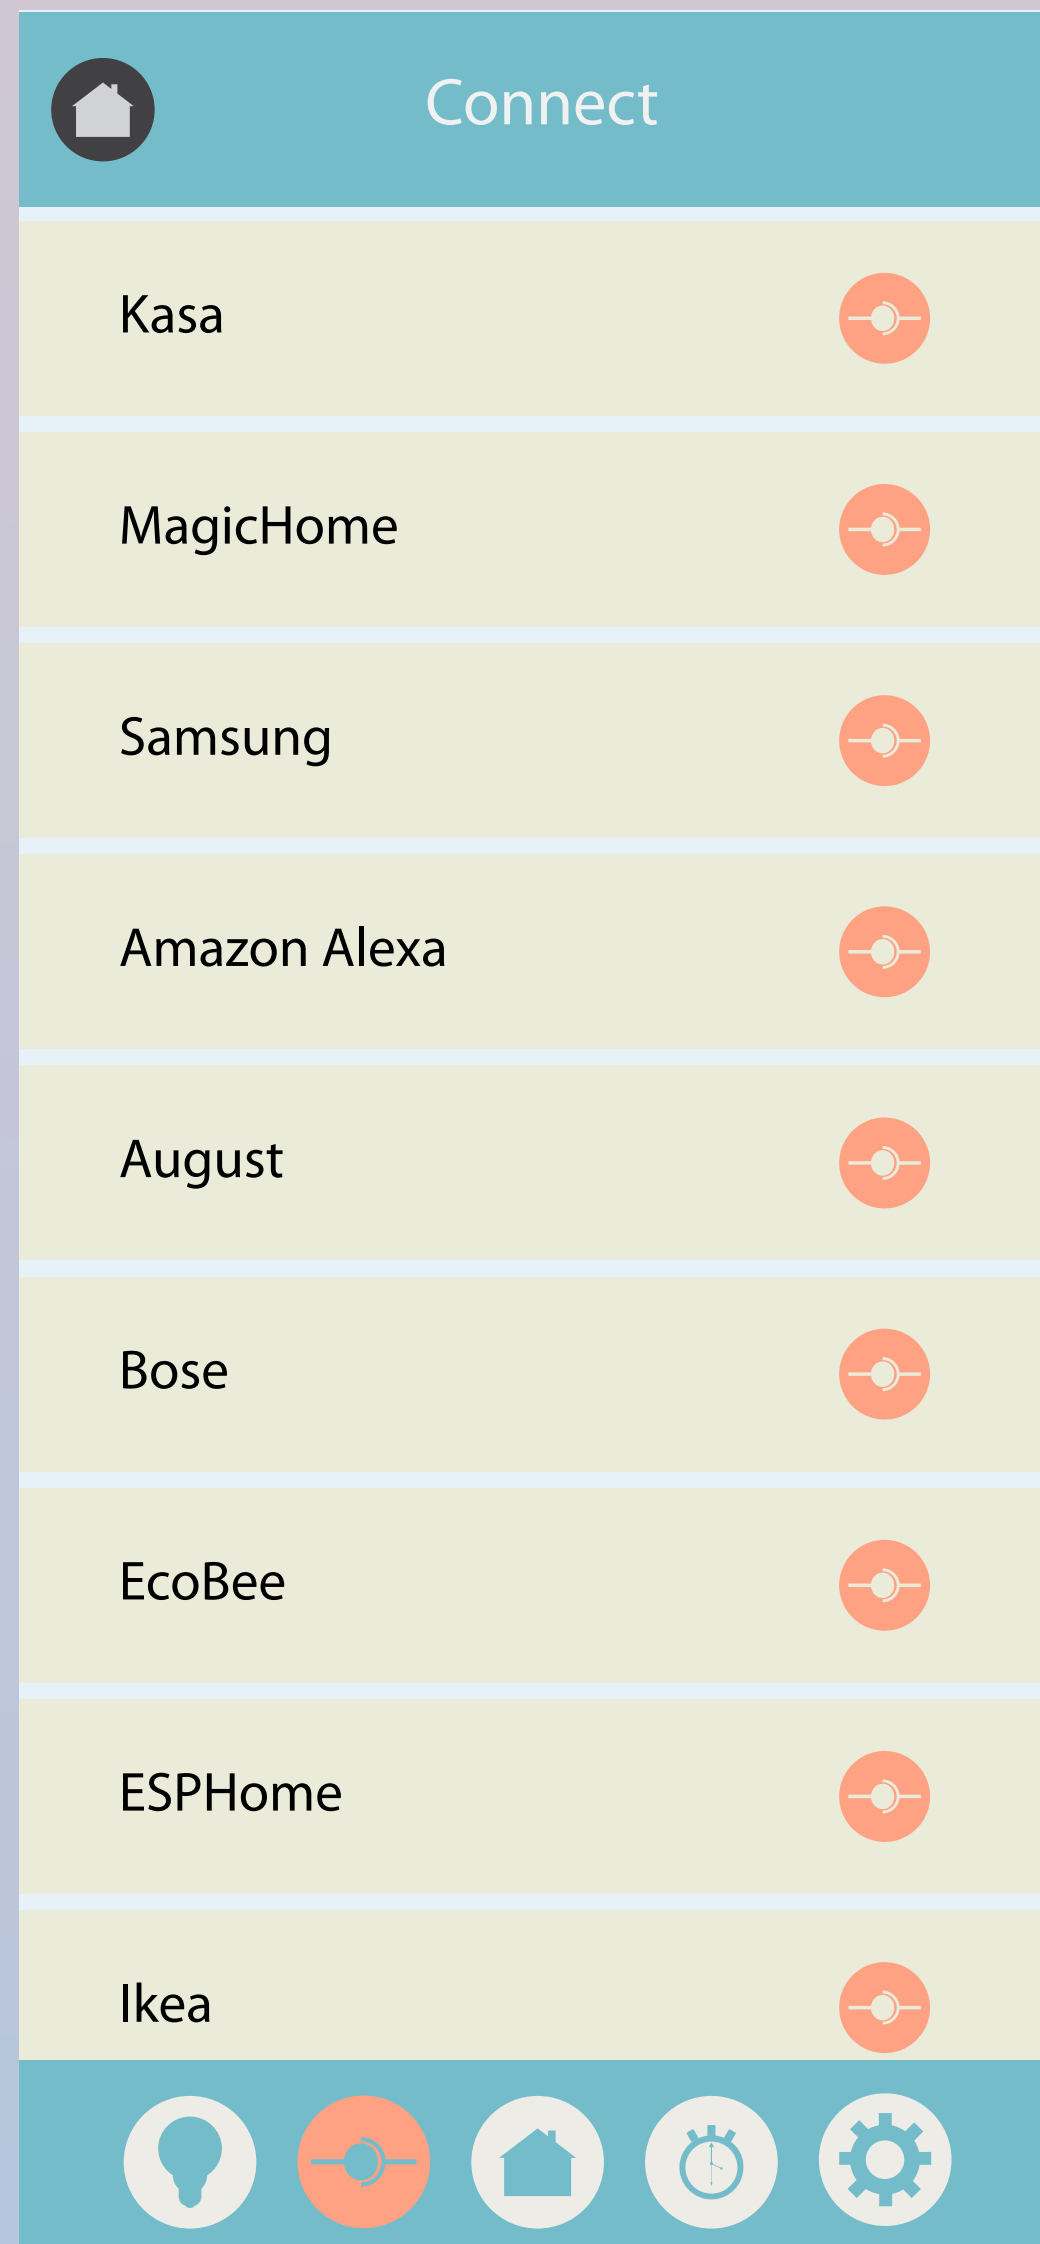 Connect
Kasa
MagicHome
Samsung
Amazon Alexa
August
Bose
EcoBee
ESPHome
Ikea